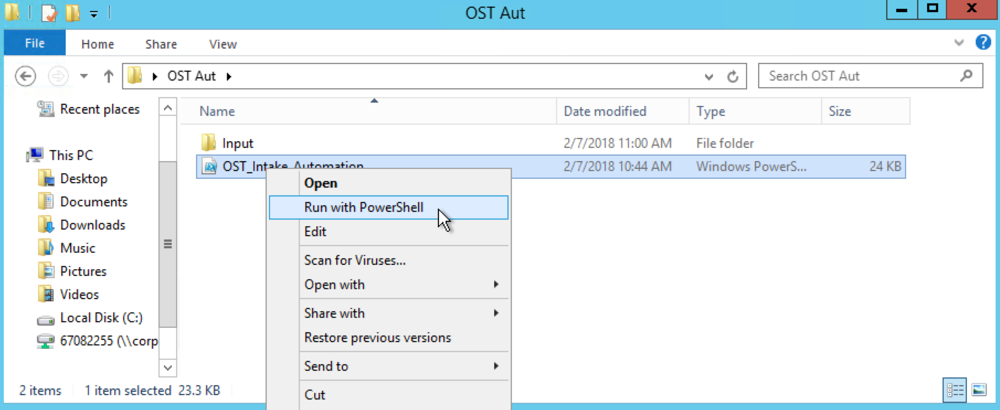 OST Aut
File Home Share View
OST Aut
Search OST Aut
Recent places
This PC
Desktop
Documents
Downloads
Music
Pictures
Videos
Local Disk (C:)
67082255 (\\corp
Name Date modified Type Size
Input 2/7/2018 11:00 AM File folder
OST_Intake_Automation 2/7/2018 10:44 AM Windows PowerS... 24 KB
Open
Run with PowerShell
Edit
Scan for Viruses...
Open with
Share with
Restore previous versions
Send to
Cut
2 items 1 item selected 23.3 KB